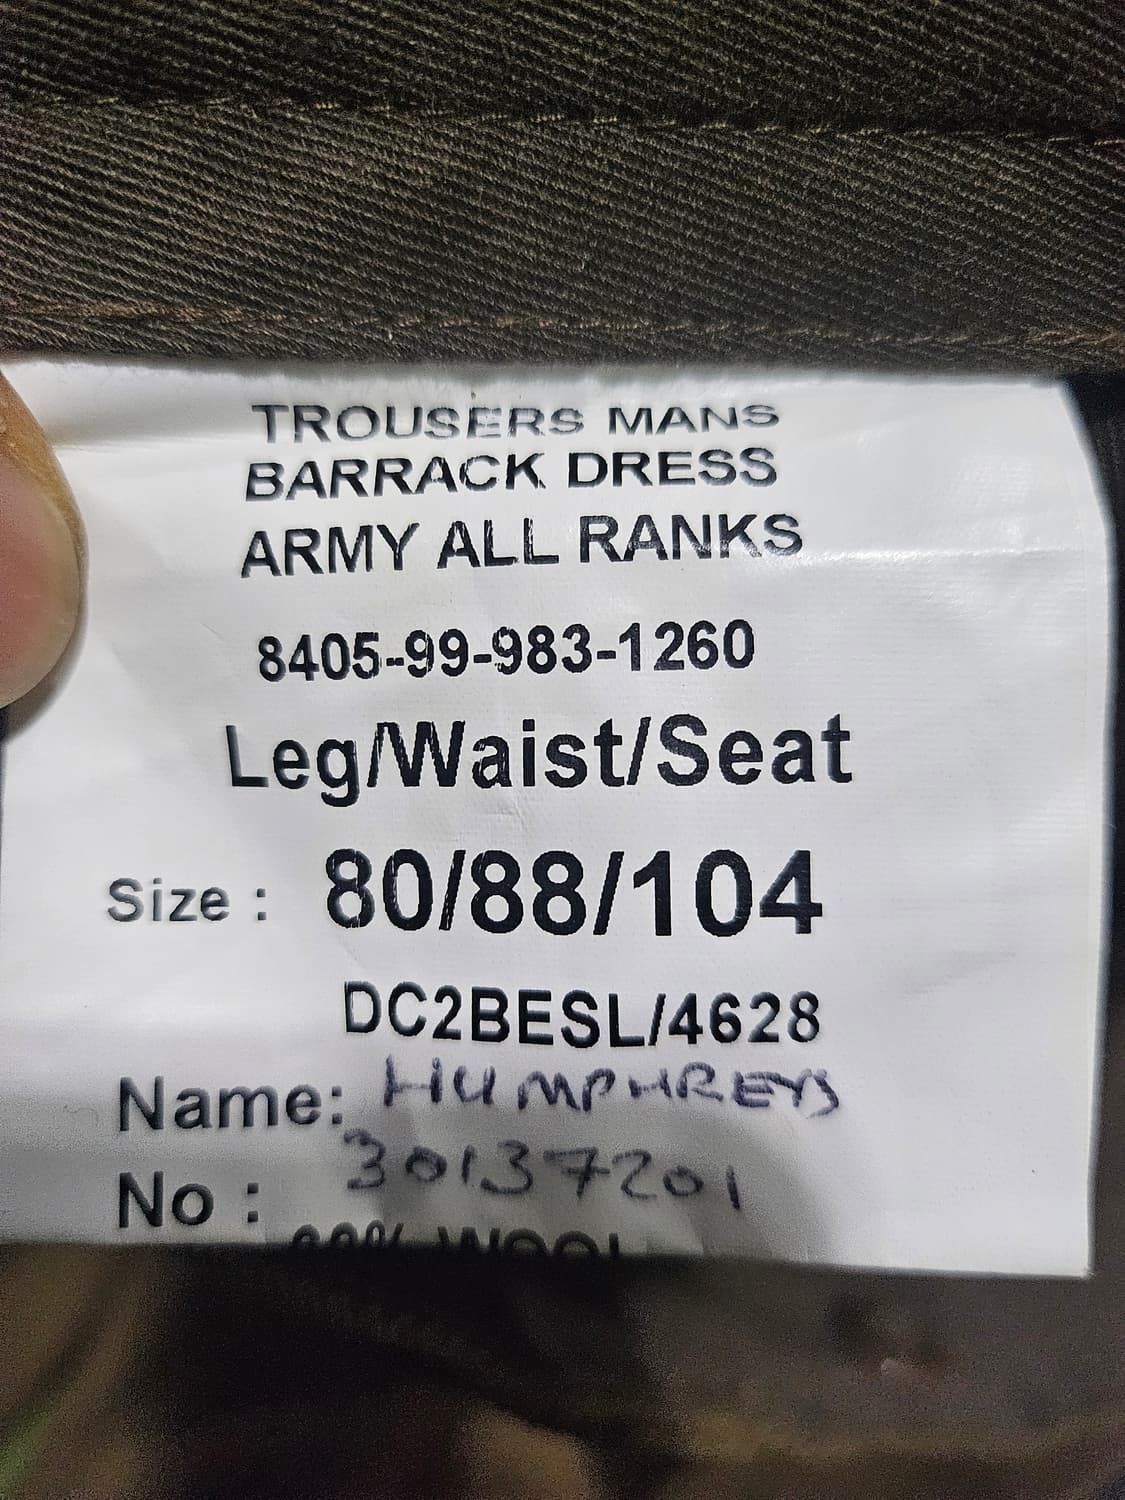 TROUSERS MANS
BARRACK DRESS
ARMY ALL RANKS
8405-99-983-1260
Leg/Waist/Seat
Size : 80/88/104
DC2BESL/4628
Name: HUMPHREYS
No : 30137201
% WOOL